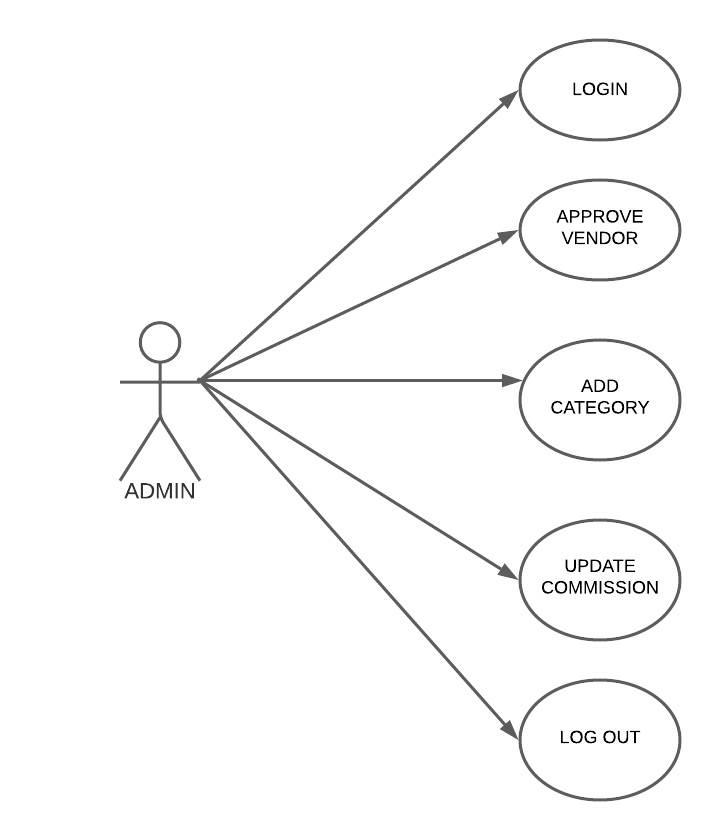 LOGIN
APPROVE
VENDOR
ADD
CATEGORY
ADMIN
UPDATE
COMMISSION
LOG OUT